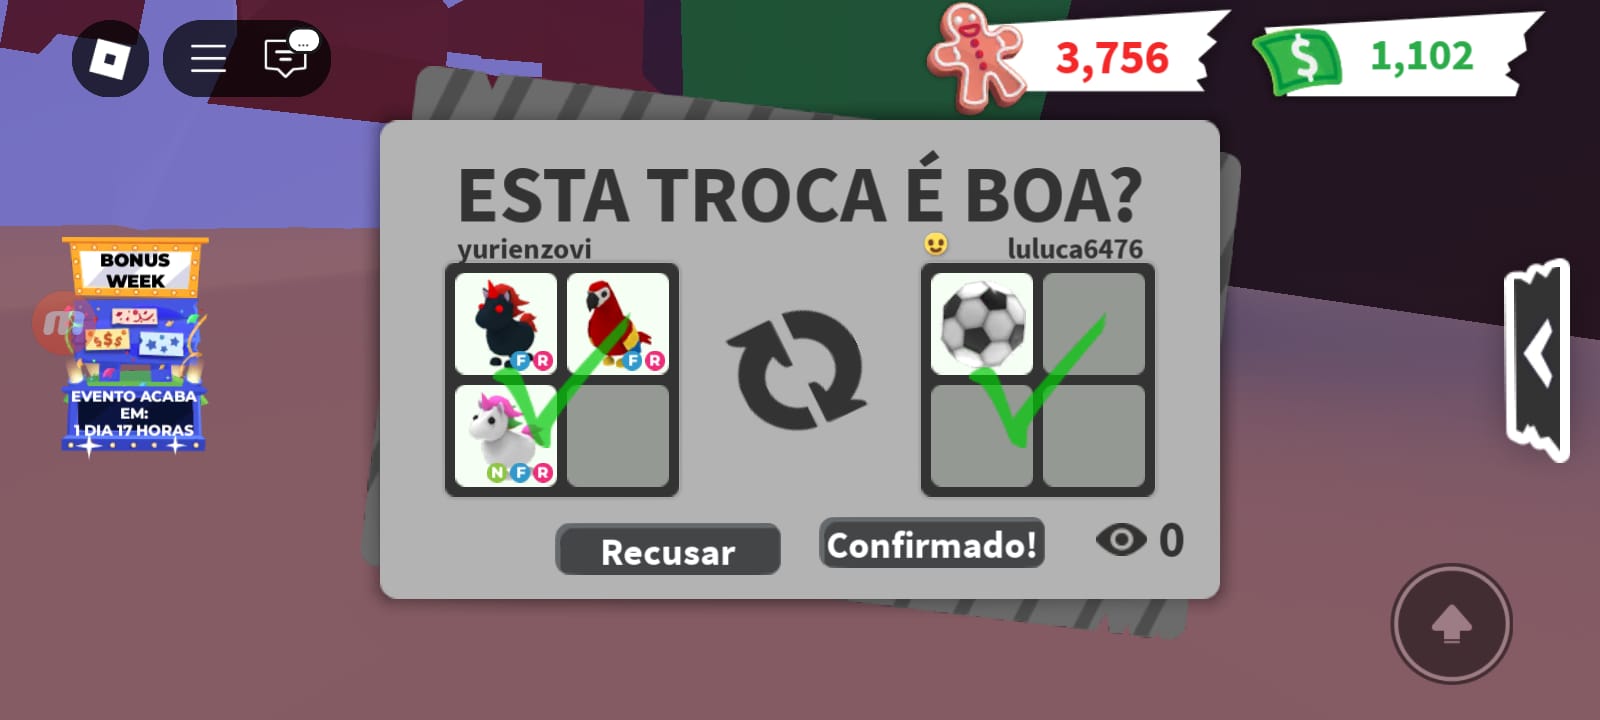 ...
3,756
$
1,102
ESTA TROCA É BOA?
yurienzovi
luluca6476
BONUS
WEEK
$$$
EVENTO ACABA
EM:
1 DIA 17 HORAS
F R
F R
N F R
Recusar
Confirmado!
0